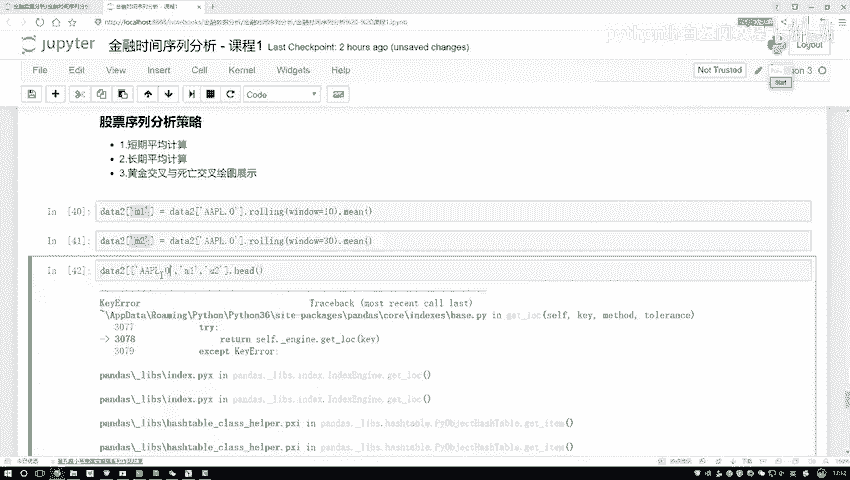 http://localhost:8888/notebooks/
jupyter 金融时间序列分析 - 课程1 Last Checkpoint: 2 hours ago (unsaved changes)
Logout
File Edit View Insert Cell Kernel Widgets Help
Not Trusted
Start
Code
股票序列分析策略
1.短期平均计算
2.长期平均计算
3.黄金交叉与死亡交叉绘图展示
In [40]: data2['m1'] = data2['AAPL.O'].rolling(window=10).mean()
In [41]: data2['m2'] = data2['AAPL.O'].rolling(window=30).mean()
In [42]: data2[['AAPL.O','m1','m2'].head()
KeyError Traceback (most recent call last)
~\AppData\Roaming\Python\Python36\site-packages\pandas\core\indexes\base.py in get_loc(self, key, method, tolerance)
3077 try:
-> 3078 return self._engine.get_loc(key)
3079 except KeyError:
pandas\_libs\index.pyx in pandas._libs.index.IndexEngine.get_loc()
pandas\_libs\index.pyx in pandas._libs.index.IndexEngine.get_loc()
pandas\_libs\hashtable_class_helper.pxi in pandas._libs.hashtable.PyObjectHashTable.get_item()
pandas\_libs\hashtable_class_helper.pxi in pandas._libs.hashtable.PyObjectHashTable.get_item()